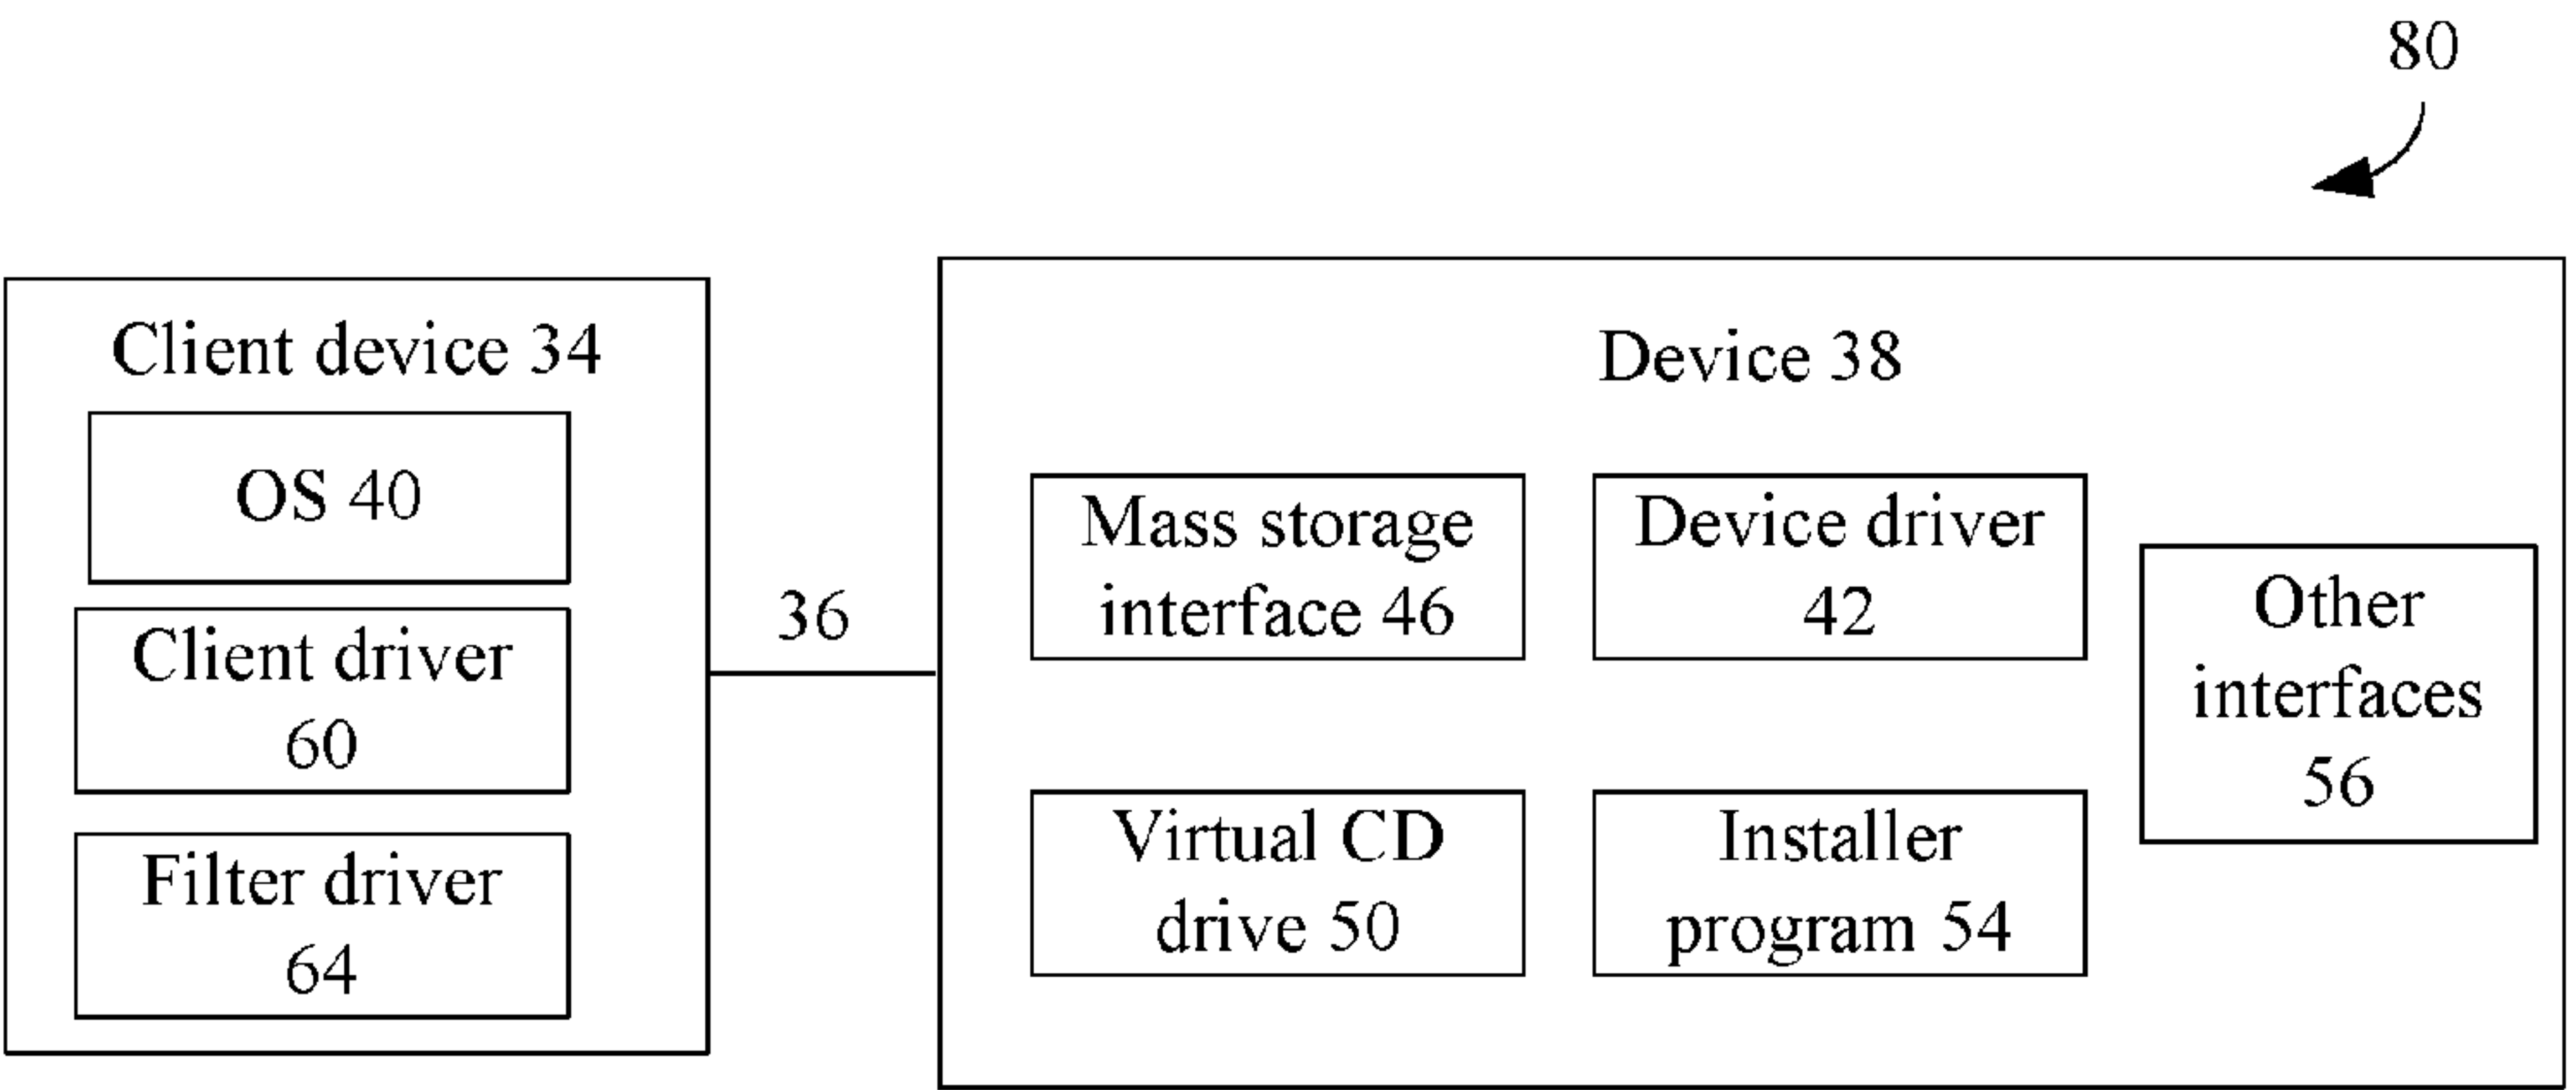 80
Client device 34
OS 40
Client driver
60
Filter driver
64
36
Device 38
Mass storage
interface 46
Device driver
42
Virtual CD
drive 50
Installer
program 54
Other
interfaces
56